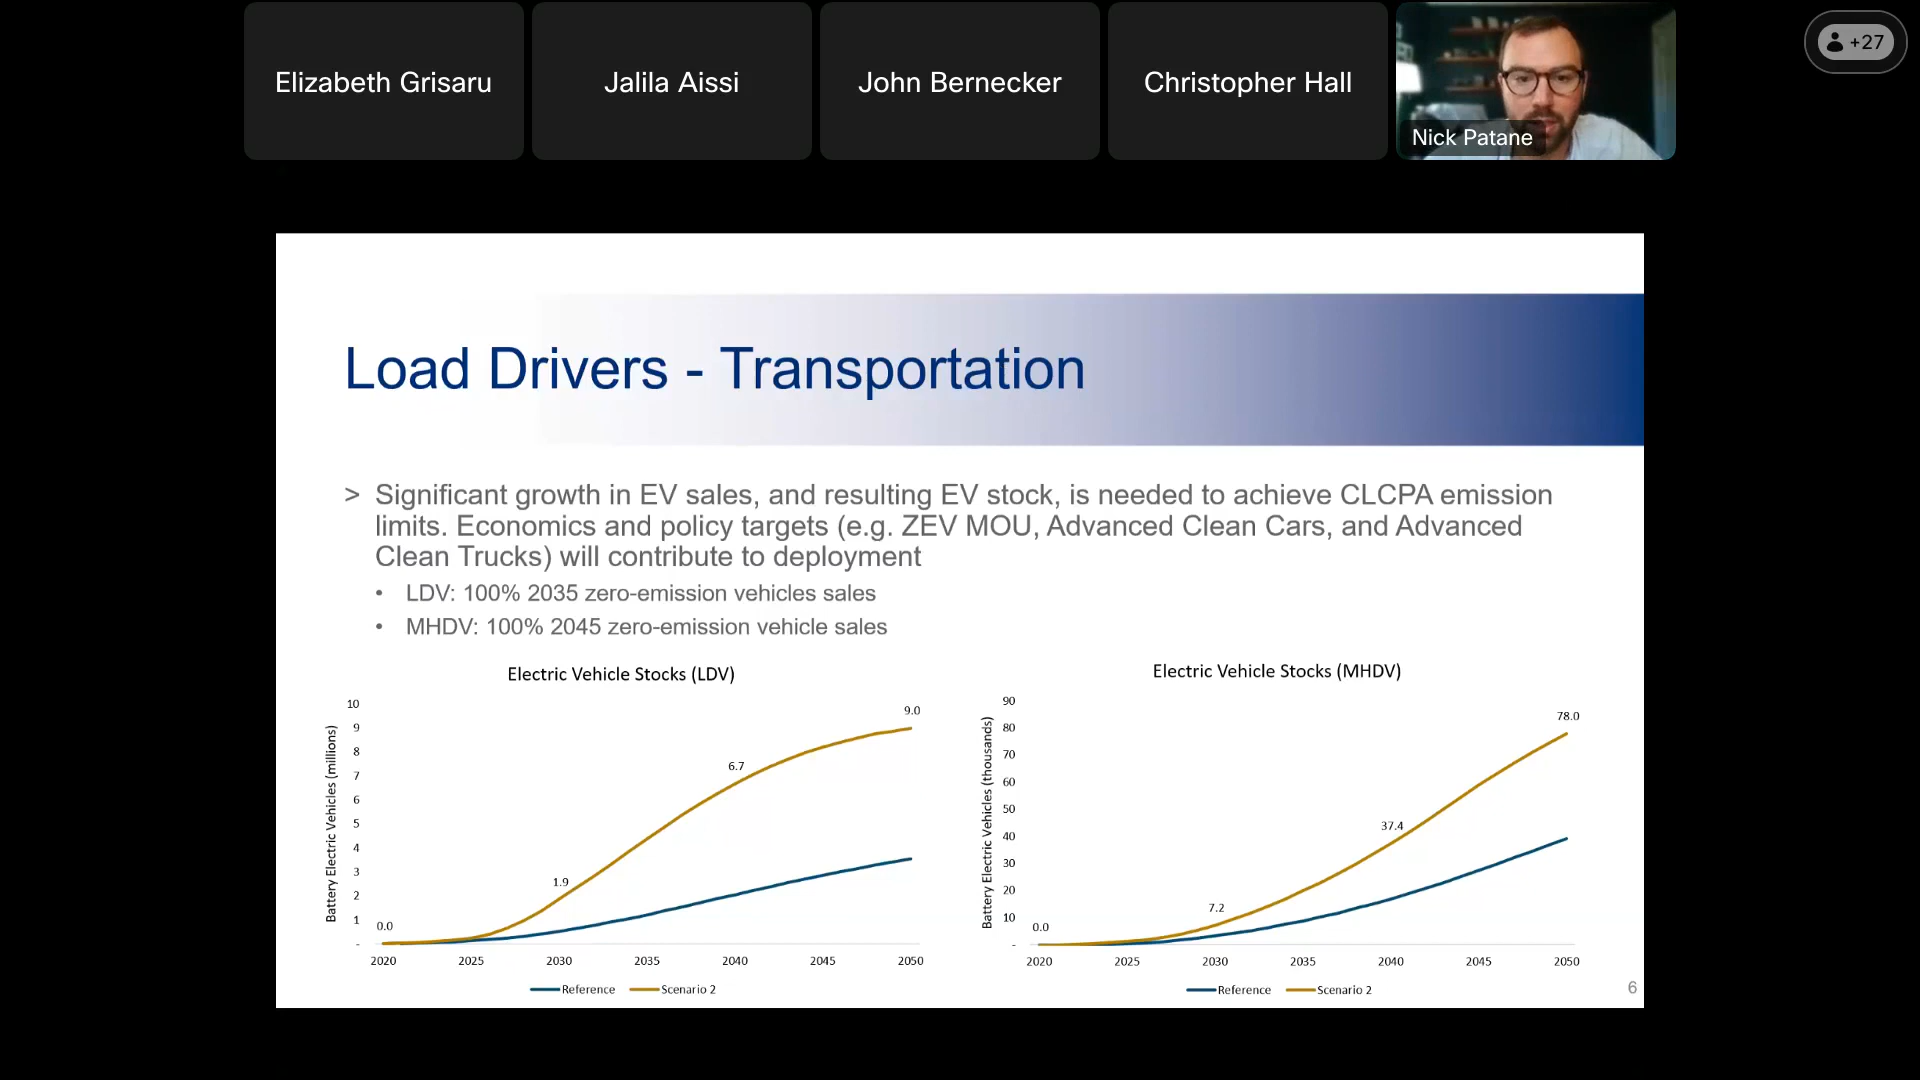 Elizabeth Grisaru
Jalila Aissi
John Bernecker
Christopher Hall
Nick Patane
+27
Load Drivers - Transportation
> Significant growth in EV sales, and resulting EV stock, is needed to achieve CLCPA emission
limits. Economics and policy targets (e.g. ZEV MOU, Advanced Clean Cars, and Advanced
Clean Trucks) will contribute to deployment
• LDV: 100% 2035 zero-emission vehicles sales
• MHDV: 100% 2045 zero-emission vehicle sales
Electric Vehicle Stocks (LDV)
Battery Electric Vehicles (millions)
10
9
8
7
6
5
4
3
2
1
-
0.0
1.9
6.7
9.0
2020 2025 2030 2035 2040 2045 2050
Reference Scenario 2
Electric Vehicle Stocks (MHDV)
Battery Electric Vehicles (thousands)
90
80
70
60
50
40
30
20
10
-
0.0
7.2
37.4
78.0
2020 2025 2030 2035 2040 2045 2050
Reference Scenario 2
6